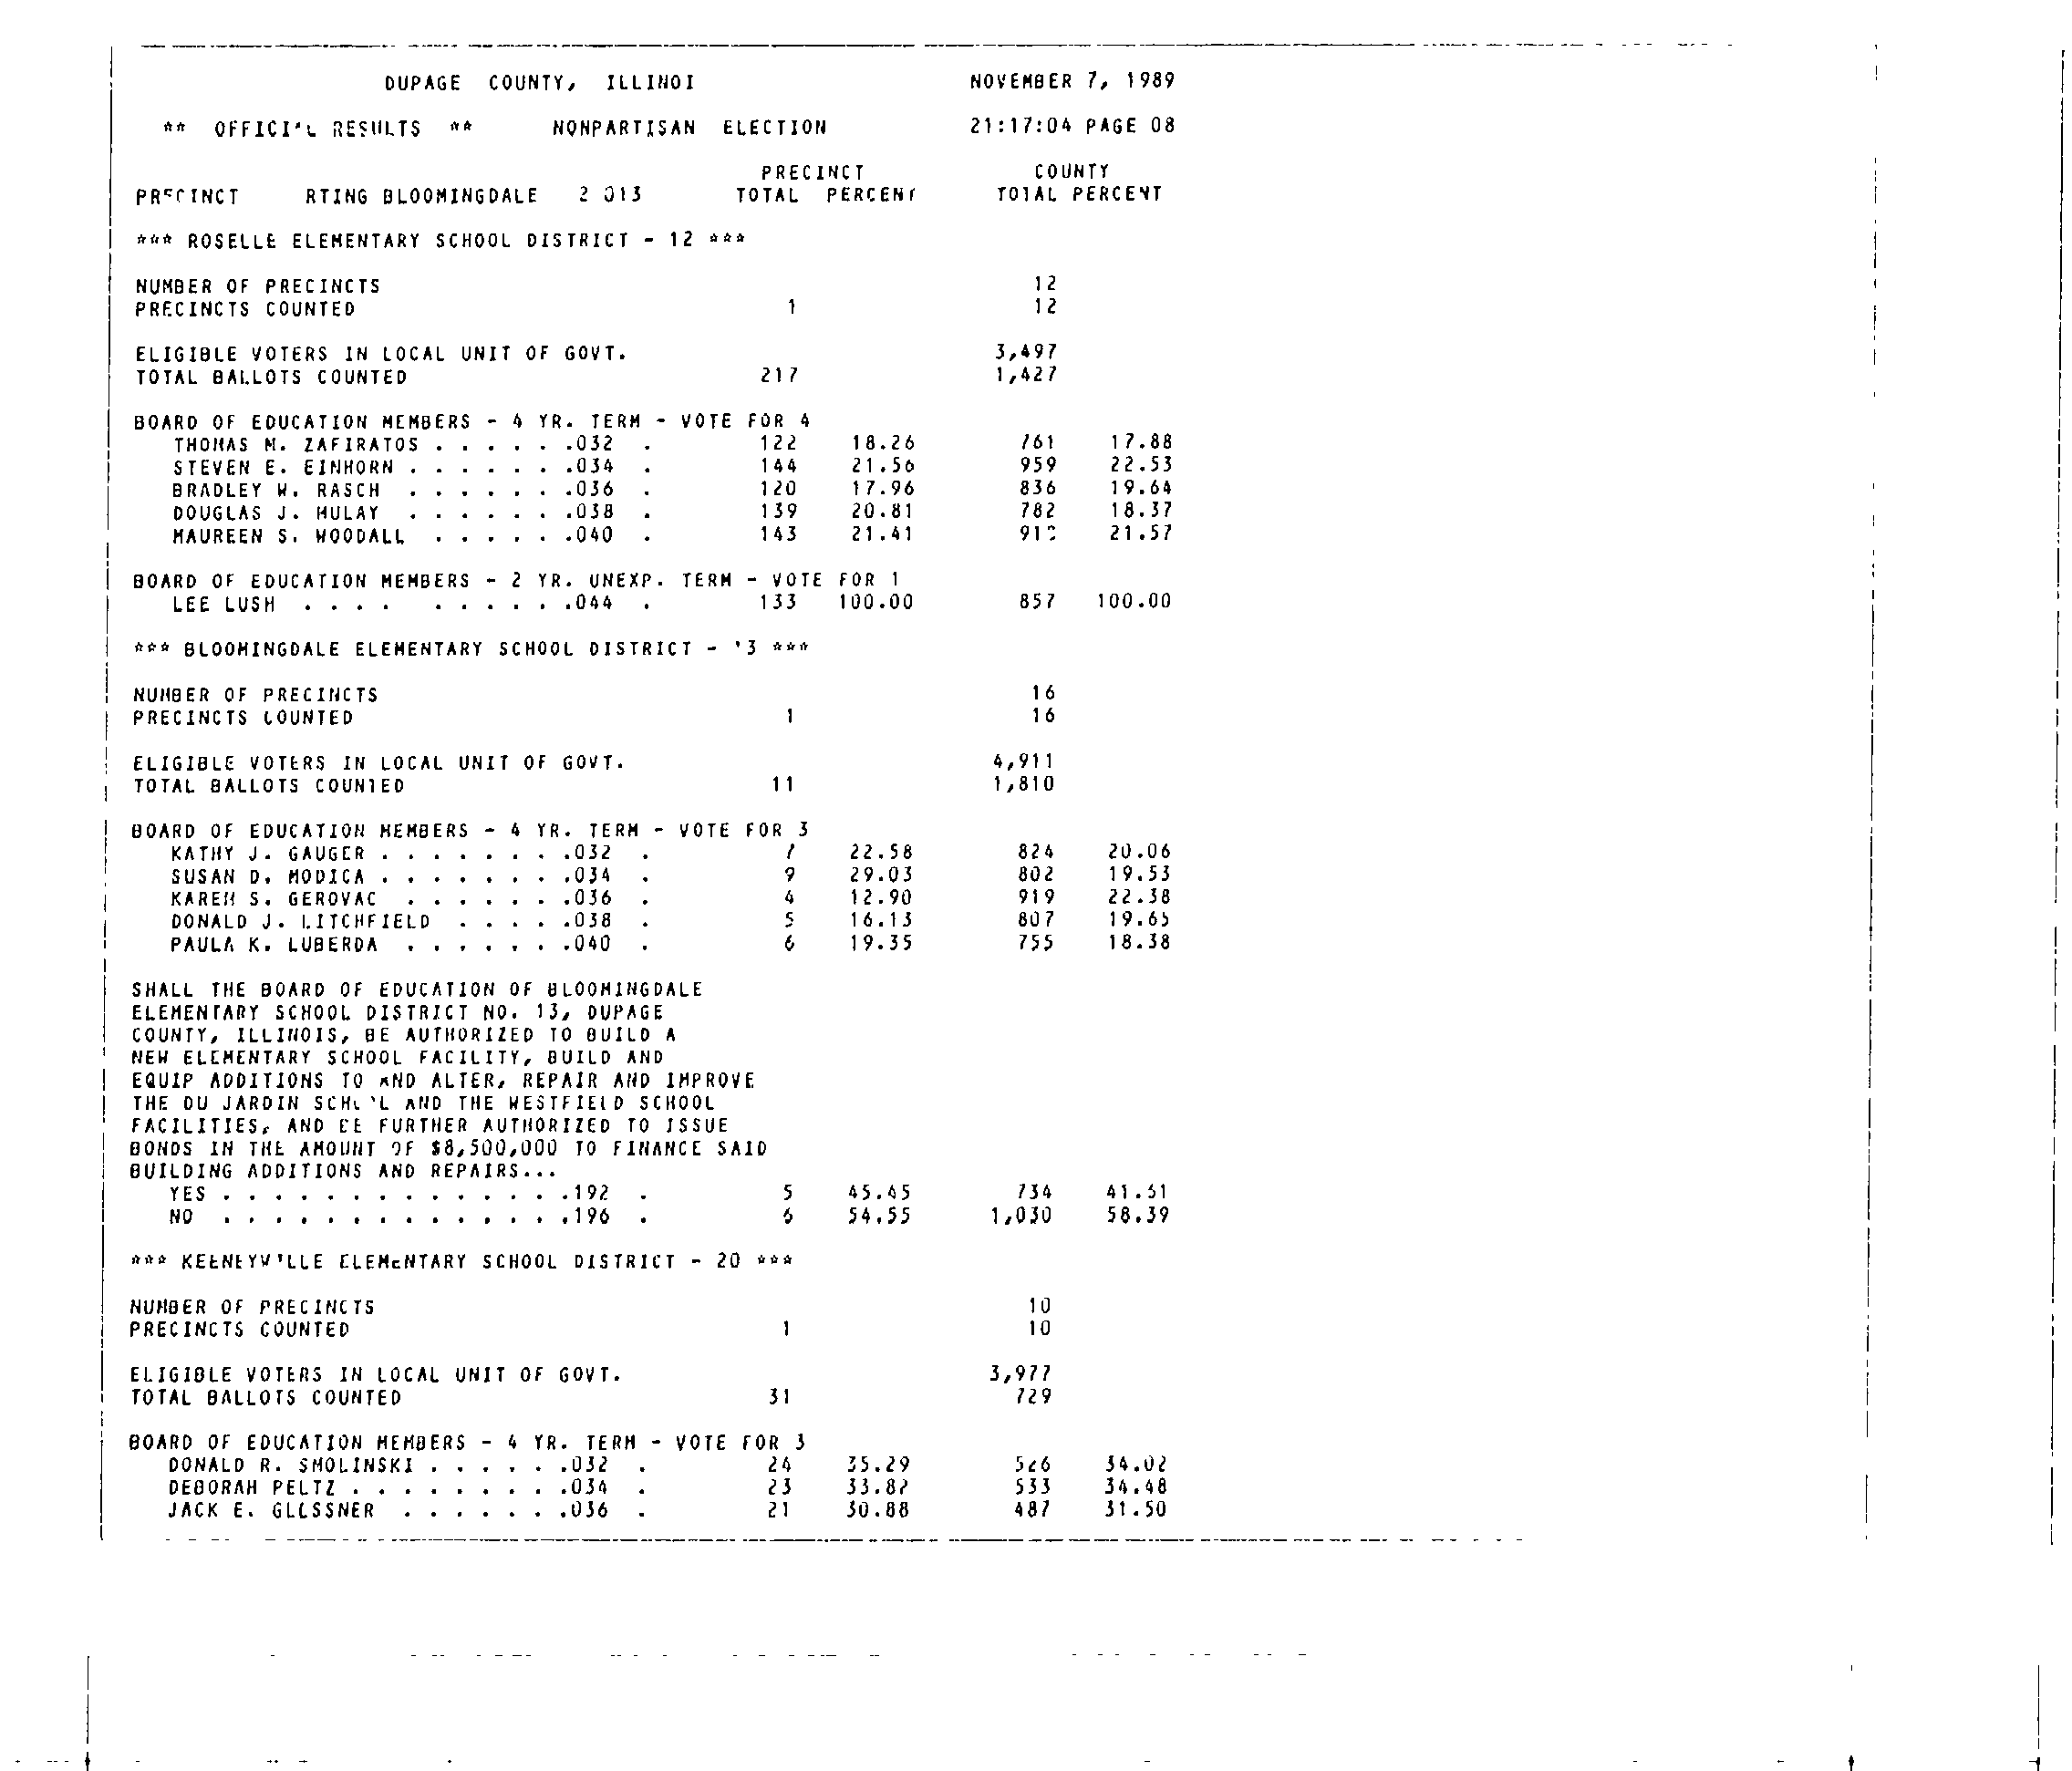 DUPAGE COUNTY, ILLINOI NOVEMBER 7, 1989
** OFFICIAL RESULTS ** NONPARTISAN ELECTION 21:17:04 PAGE 08
PRECINCT COUNTY
PRECINCT RTING BLOOMINGDALE 2 013 TOTAL PERCENT TOTAL PERCENT
*** ROSELLE ELEMENTARY SCHOOL DISTRICT - 12 ***
NUMBER OF PRECINCTS 12
PRECINCTS COUNTED 1 12
ELIGIBLE VOTERS IN LOCAL UNIT OF GOVT. 3,497
TOTAL BALLOTS COUNTED 217 1,427
BOARD OF EDUCATION MEMBERS - 4 YR. TERM - VOTE FOR 4
THOMAS M. ZAFIRATOS . . . . . .032 . 122 18.26 761 17.88
STEVEN E. EINHORN . . . . . . .034 . 144 21.56 959 22.53
BRADLEY W. RASCH . . . . . . .036 . 120 17.96 836 19.64
DOUGLAS J. MULAY . . . . . . .038 . 139 20.81 782 18.37
MAUREEN S. WOODALL . . . . . .040 . 143 21.41 21.57
BOARD OF EDUCATION MEMBERS - 2 YR. UNEXP. TERM - VOTE FOR 1
LEE LUSH . . . . . . . . . .044 . 133 100.00 857 100.00
*** BLOOMINGDALE ELEMENTARY SCHOOL DISTRICT - 13 ***
NUMBER OF PRECINCTS 16
PRECINCTS COUNTED 1 16
ELIGIBLE VOTERS IN LOCAL UNIT OF GOVT. 4,911
TOTAL BALLOTS COUNTED 11 1,810
BOARD OF EDUCATION MEMBERS - 4 YR. TERM - VOTE FOR 3
KATHY J. GAUGER . . . . . . . .032 . 7 22.58 824 20.06
SUSAN D. MODICA . . . . . . . .034 . 9 29.03 802 19.53
KAREN S. GEROVAC . . . . . . .036 . 4 12.90 919 22.38
DONALD J. LITCHFIELD . . . . .038 . 5 16.13 807 19.65
PAULA K. LUBERDA . . . . . . .040 . 6 19.35 755 18.38
SHALL THE BOARD OF EDUCATION OF BLOOMINGDALE
ELEMENTARY SCHOOL DISTRICT NO. 13, DUPAGE
COUNTY, ILLINOIS, BE AUTHORIZED TO BUILD A
NEW ELEMENTARY SCHOOL FACILITY, BUILD AND
EQUIP ADDITIONS TO AND ALTER, REPAIR AND IMPROVE
THE DU JARDIN SCHOOL AND THE WESTFIELD SCHOOL
FACILITIES, AND BE FURTHER AUTHORIZED TO ISSUE
BONDS IN THE AMOUNT OF $8,500,000 TO FINANCE SAID
BUILDING ADDITIONS AND REPAIRS...
YES . . . . . . . . . . . . . .192 . 5 45.45 734 41.61
NO . . . . . . . . . . . . . .196 . 6 54.55 1,030 58.39
*** KEENEYVILLE ELEMENTARY SCHOOL DISTRICT - 20 ***
NUMBER OF PRECINCTS 10
PRECINCTS COUNTED 1 10
ELIGIBLE VOTERS IN LOCAL UNIT OF GOVT. 3,977
TOTAL BALLOTS COUNTED 31 729
BOARD OF EDUCATION MEMBERS - 4 YR. TERM - VOTE FOR 3
DONALD R. SMOLINSKI . . . . . .032 . 24 35.29 526 34.02
DEBORAH PELTZ . . . . . . . . .034 . 23 33.82 533 34.48
JACK E. GLESSNER . . . . . . .036 . 21 30.88 487 31.50